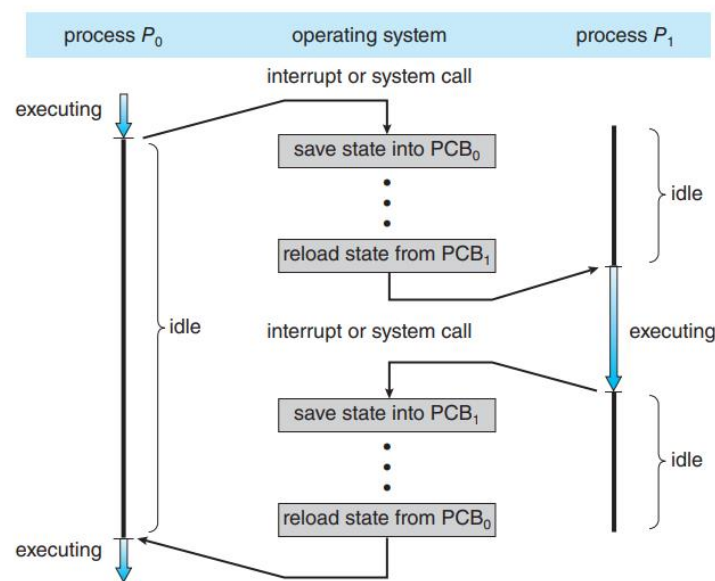 process P₀ operating system process P₁
interrupt or system call
executing
save state into PCB₀
idle
reload state from PCB₁
idle
interrupt or system call
executing
save state into PCB₁
idle
reload state from PCB₀
executing